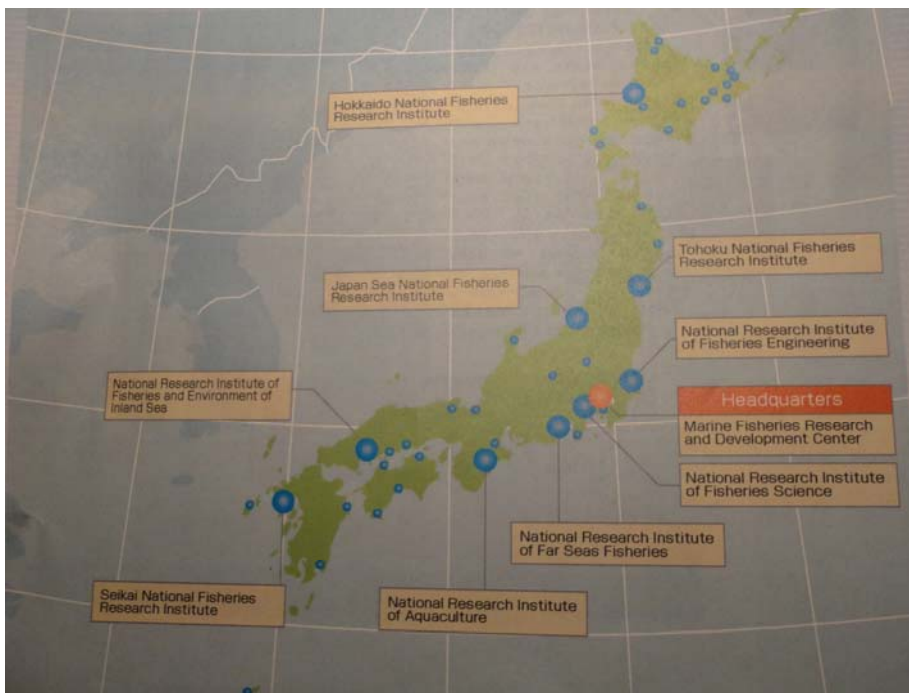 Hokkaido National Fisheries
Research Institute
Tohoku National Fisheries
Research Institute
Japan Sea National Fisheries
Research Institute
National Research Institute
of Fisheries Engineering
National Research Institute of
Fisheries and Environment of
Inland Sea
Headquarters
Marine Fisheries Research
and Development Center
National Research Institute
of Fisheries Science
National Research Institute
of Far Seas Fisheries
Seikai National Fisheries
Research Institute
National Research Institute
of Aquaculture